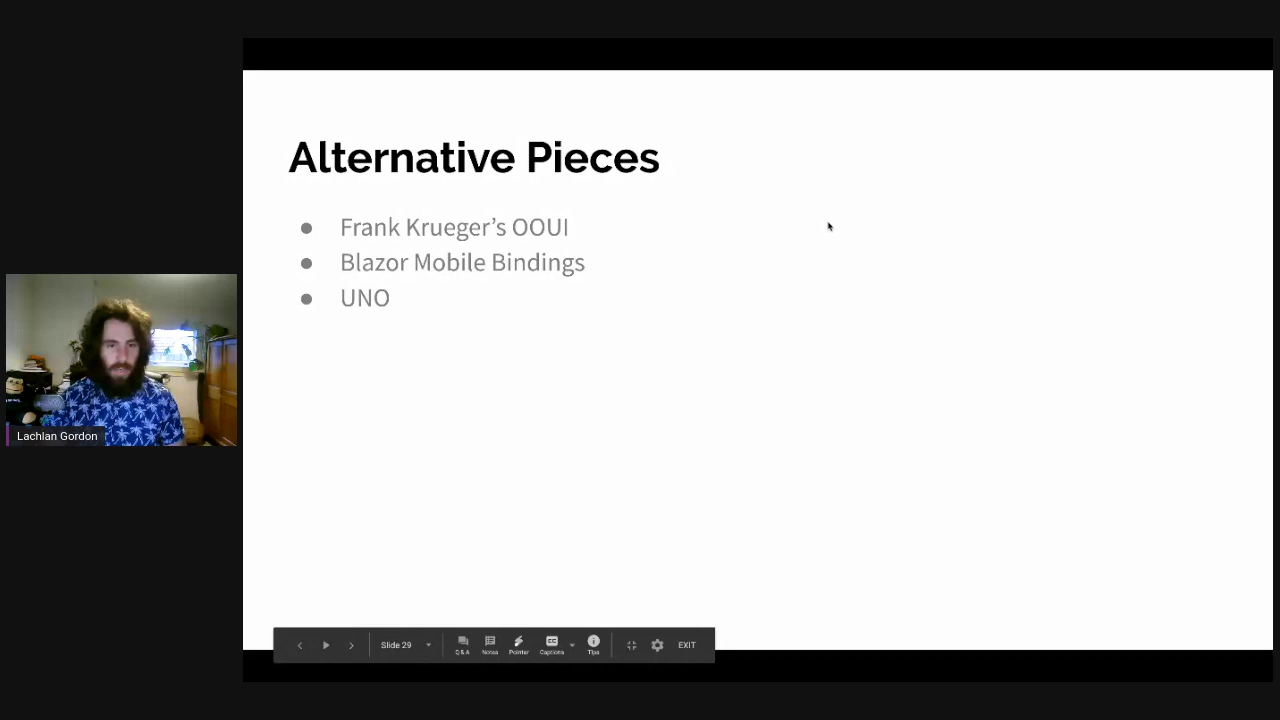 Alternative Pieces
● Frank Krueger’s OOUI
● Blazor Mobile Bindings
● UNO
Lachlan Gordon
Slide 29
Q & A
Notes
Pointer
Captions
Tips
EXIT